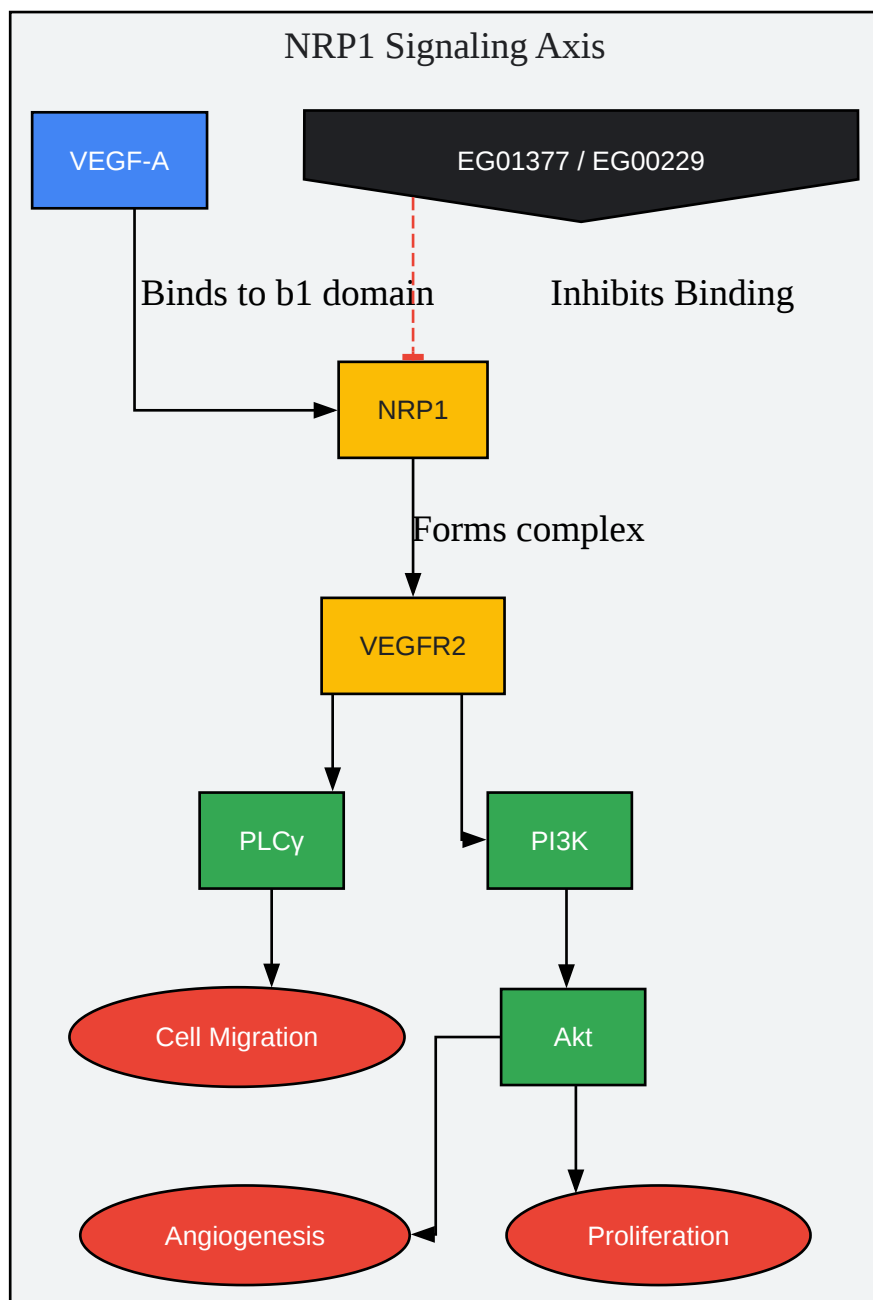 NRP1 Signaling Axis
VEGF-A
EG01377 / EG00229
Binds to b1 domain
Inhibits Binding
NRP1
Forms complex
VEGFR2
PLCγ
PI3K
Cell Migration
Akt
Angiogenesis
Proliferation